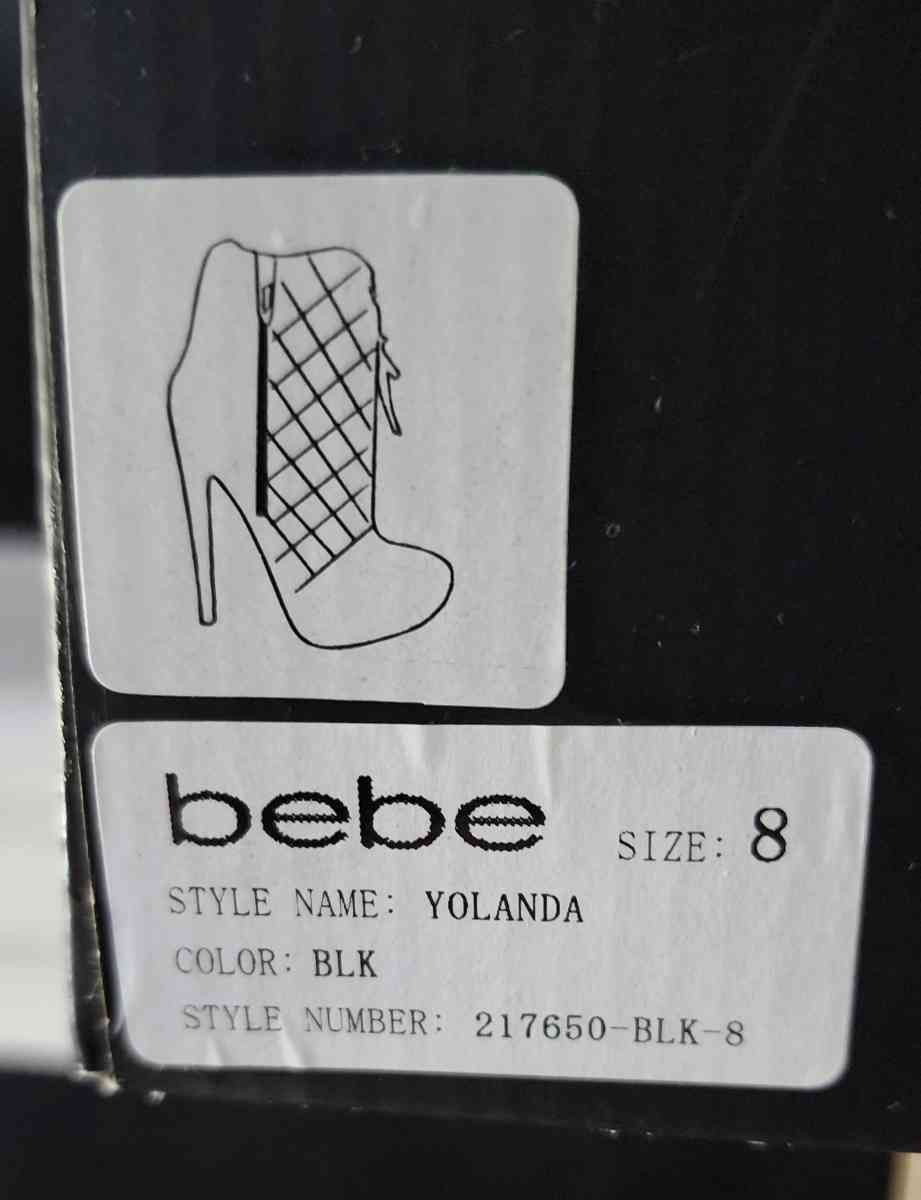 bebe SIZE: 8
STYLE NAME: YOLANDA
COLOR: BLK
STYLE NUMBER: 217650-BLK-8